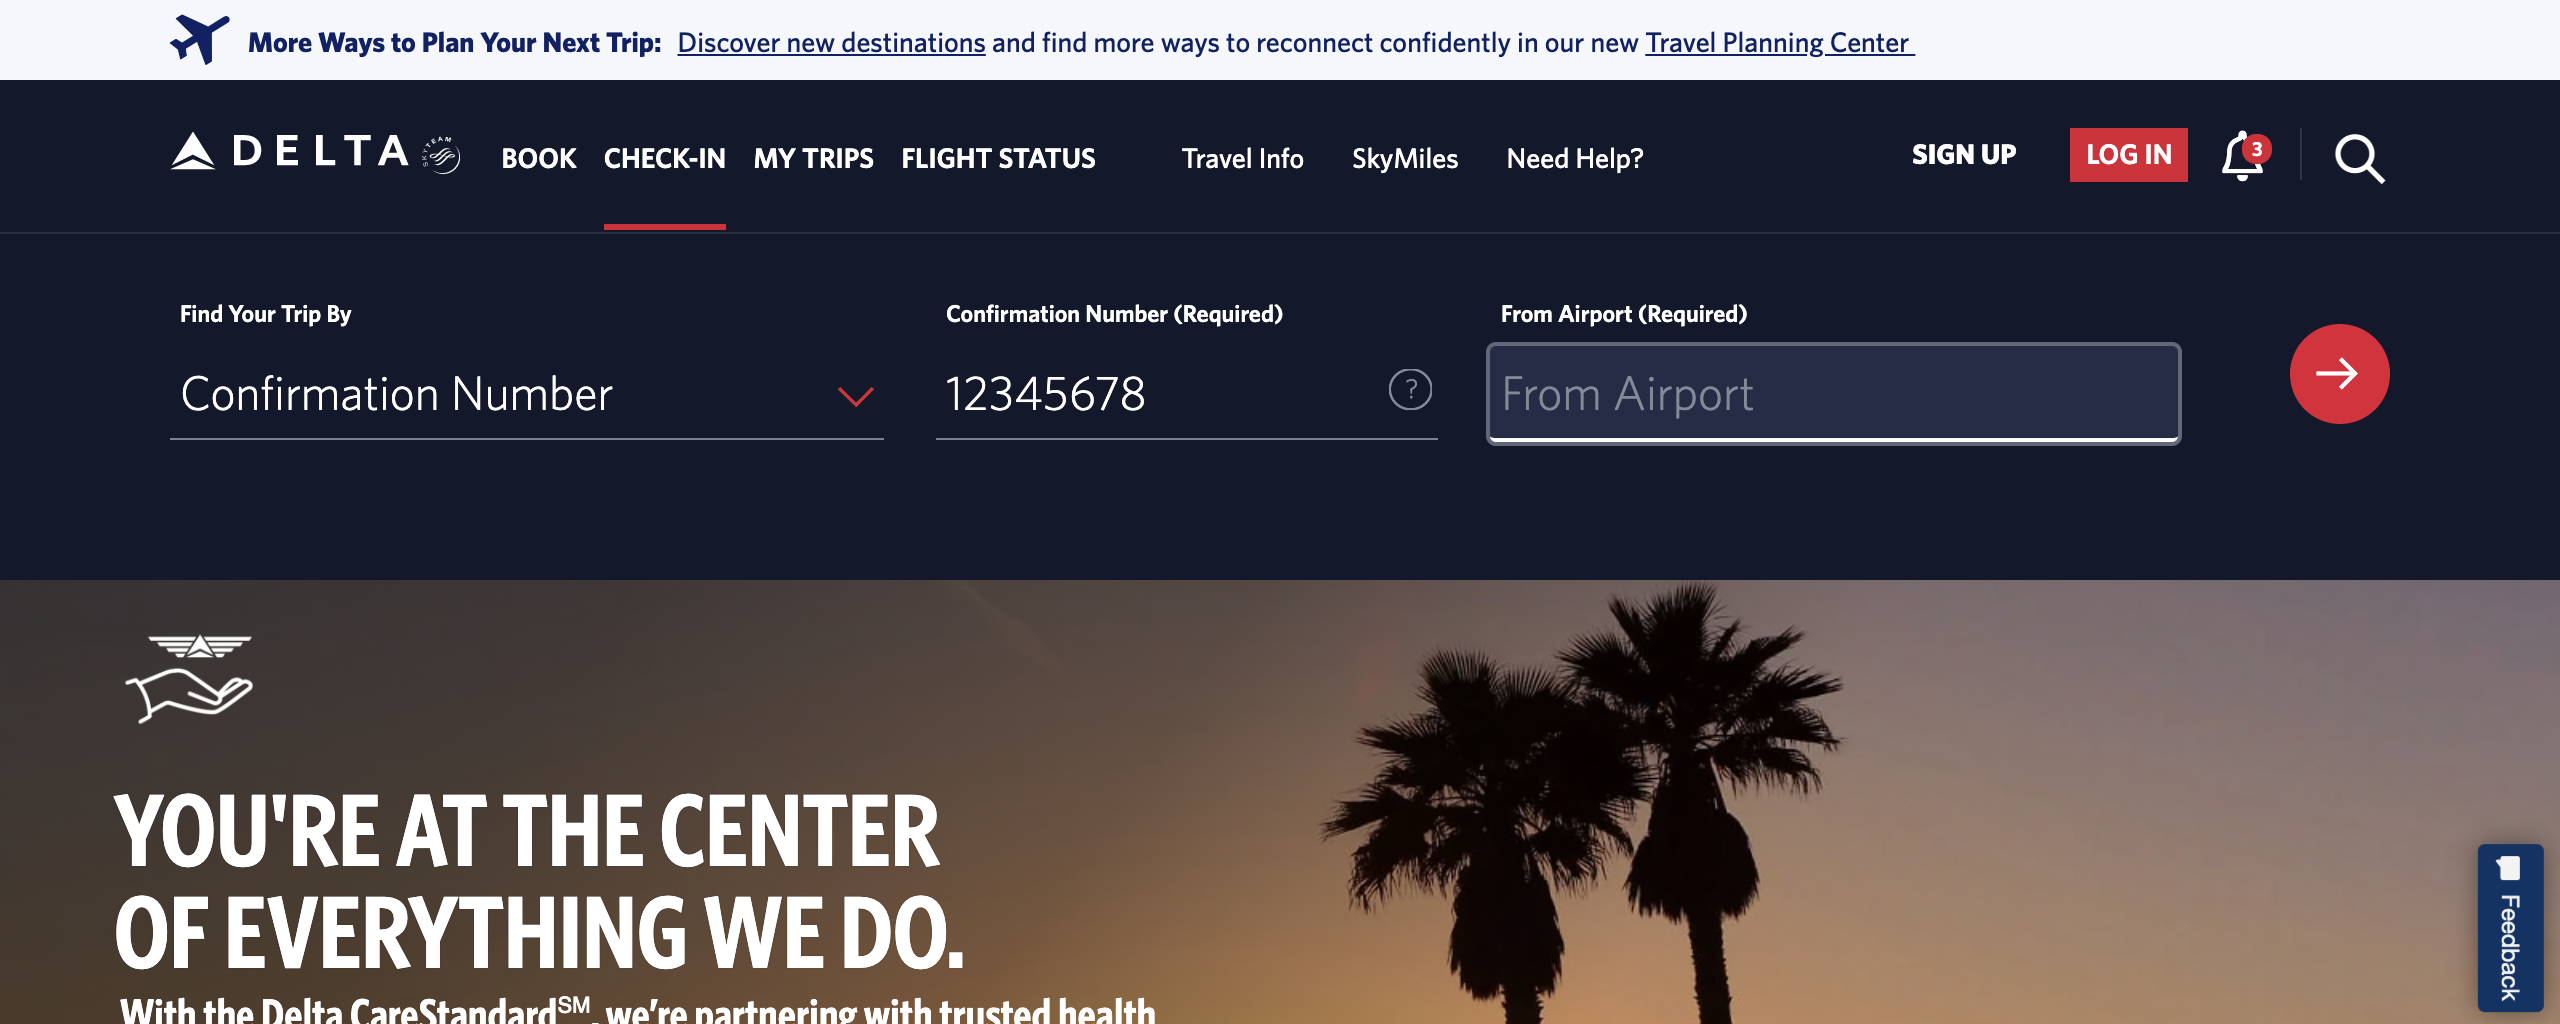 More Ways to Plan Your Next Trip: Discover new destinations and find more ways to reconnect confidently in our new Travel Planning Center
DELTA SKYTEAM BOOK CHECK-IN MY TRIPS FLIGHT STATUS Travel Info SkyMiles Need Help? SIGN UP LOG IN 3
Find Your Trip By Confirmation Number (Required) From Airport (Required)
Confirmation Number 12345678 ? From Airport
YOU'RE AT THE CENTER
OF EVERYTHING WE DO.
With the Delta CareStandard℠, we're partnering with trusted health
Feedback